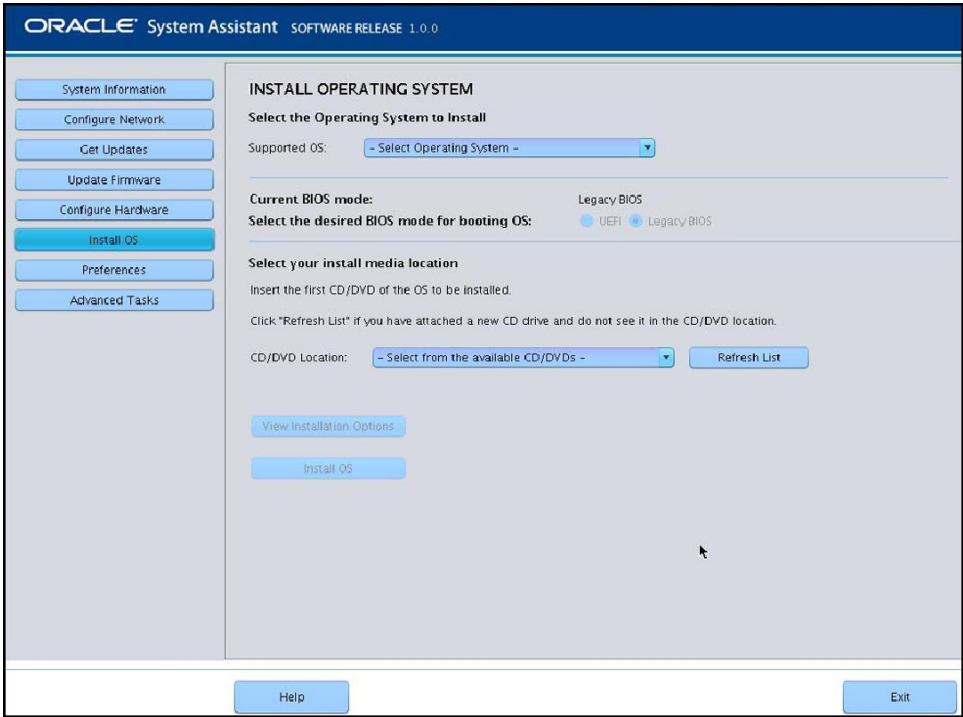 ORACLE System Assistant SOFTWARE RELEASE 1.0.0
System Information
Configure Network
Get Updates
Update Firmware
Configure Hardware
Install OS
Preferences
Advanced Tasks
INSTALL OPERATING SYSTEM
Select the Operating System to Install
Supported OS: - Select Operating System -
Current BIOS mode: Legacy BIOS
Select the desired BIOS mode for booting OS: UEFI Legacy BIOS
Select your install media location
Insert the first CD/DVD of the OS to be installed.
Click "Refresh List" if you have attached a new CD drive and do not see it in the CD/DVD location.
CD/DVD Location: - Select from the available CD/DVDs - Refresh List
View Installation Options
Install OS
Help Exit